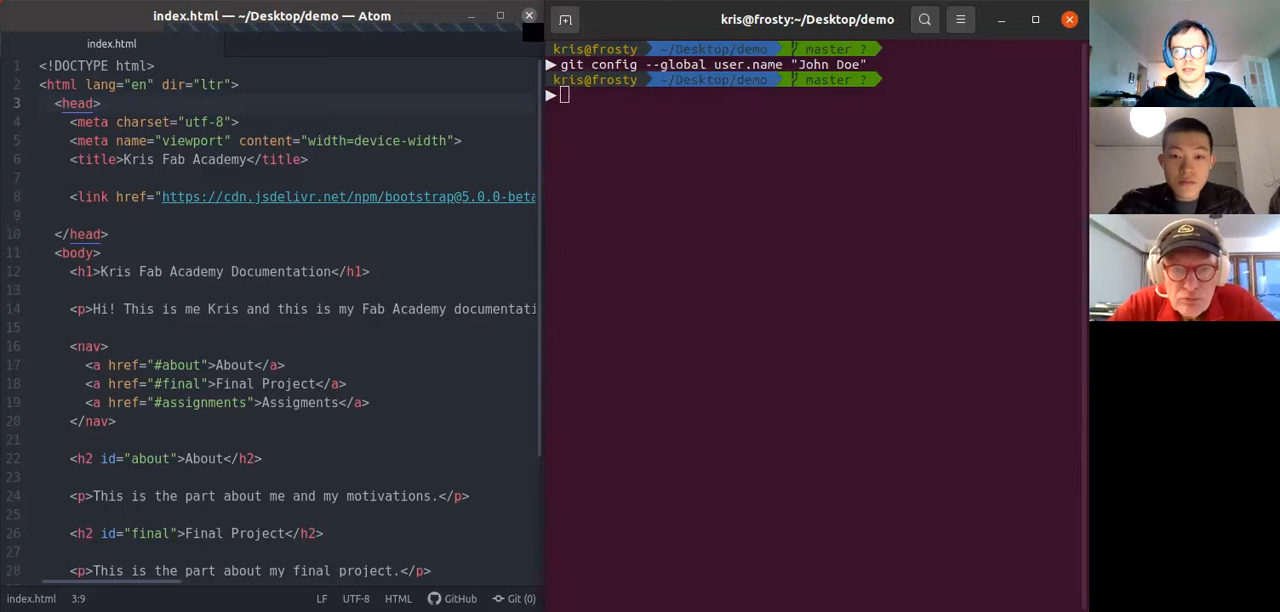 index.html — ~/Desktop/demo — Atom
index.html
1 <!DOCTYPE html>
2 <html lang="en" dir="ltr">
3 <head>
4 <meta charset="utf-8">
5 <meta name="viewport" content="width=device-width">
6 <title>Kris Fab Academy</title>
7
8 <link href="https://cdn.jsdelivr.net/npm/bootstrap@5.0.0-beta
9
10 </head>
11 <body>
12 <h1>Kris Fab Academy Documentation</h1>
13
14 <p>Hi! This is me Kris and this is my Fab Academy documentati
15
16 <nav>
17 <a href="#about">About</a>
18 <a href="#final">Final Project</a>
19 <a href="#assignments">Assigments</a>
20 </nav>
21
22 <h2 id="about">About</h2>
23
24 <p>This is the part about me and my motivations.</p>
25
26 <h2 id="final">Final Project</h2>
27
28 <p>This is the part about my final project.</p>
index.html 3:9 LF UTF-8 HTML GitHub Git (0)
kris@frosty:~/Desktop/demo
kris@frosty ~/Desktop/demo master ?
git config --global user.name "John Doe"
kris@frosty ~/Desktop/demo master ?